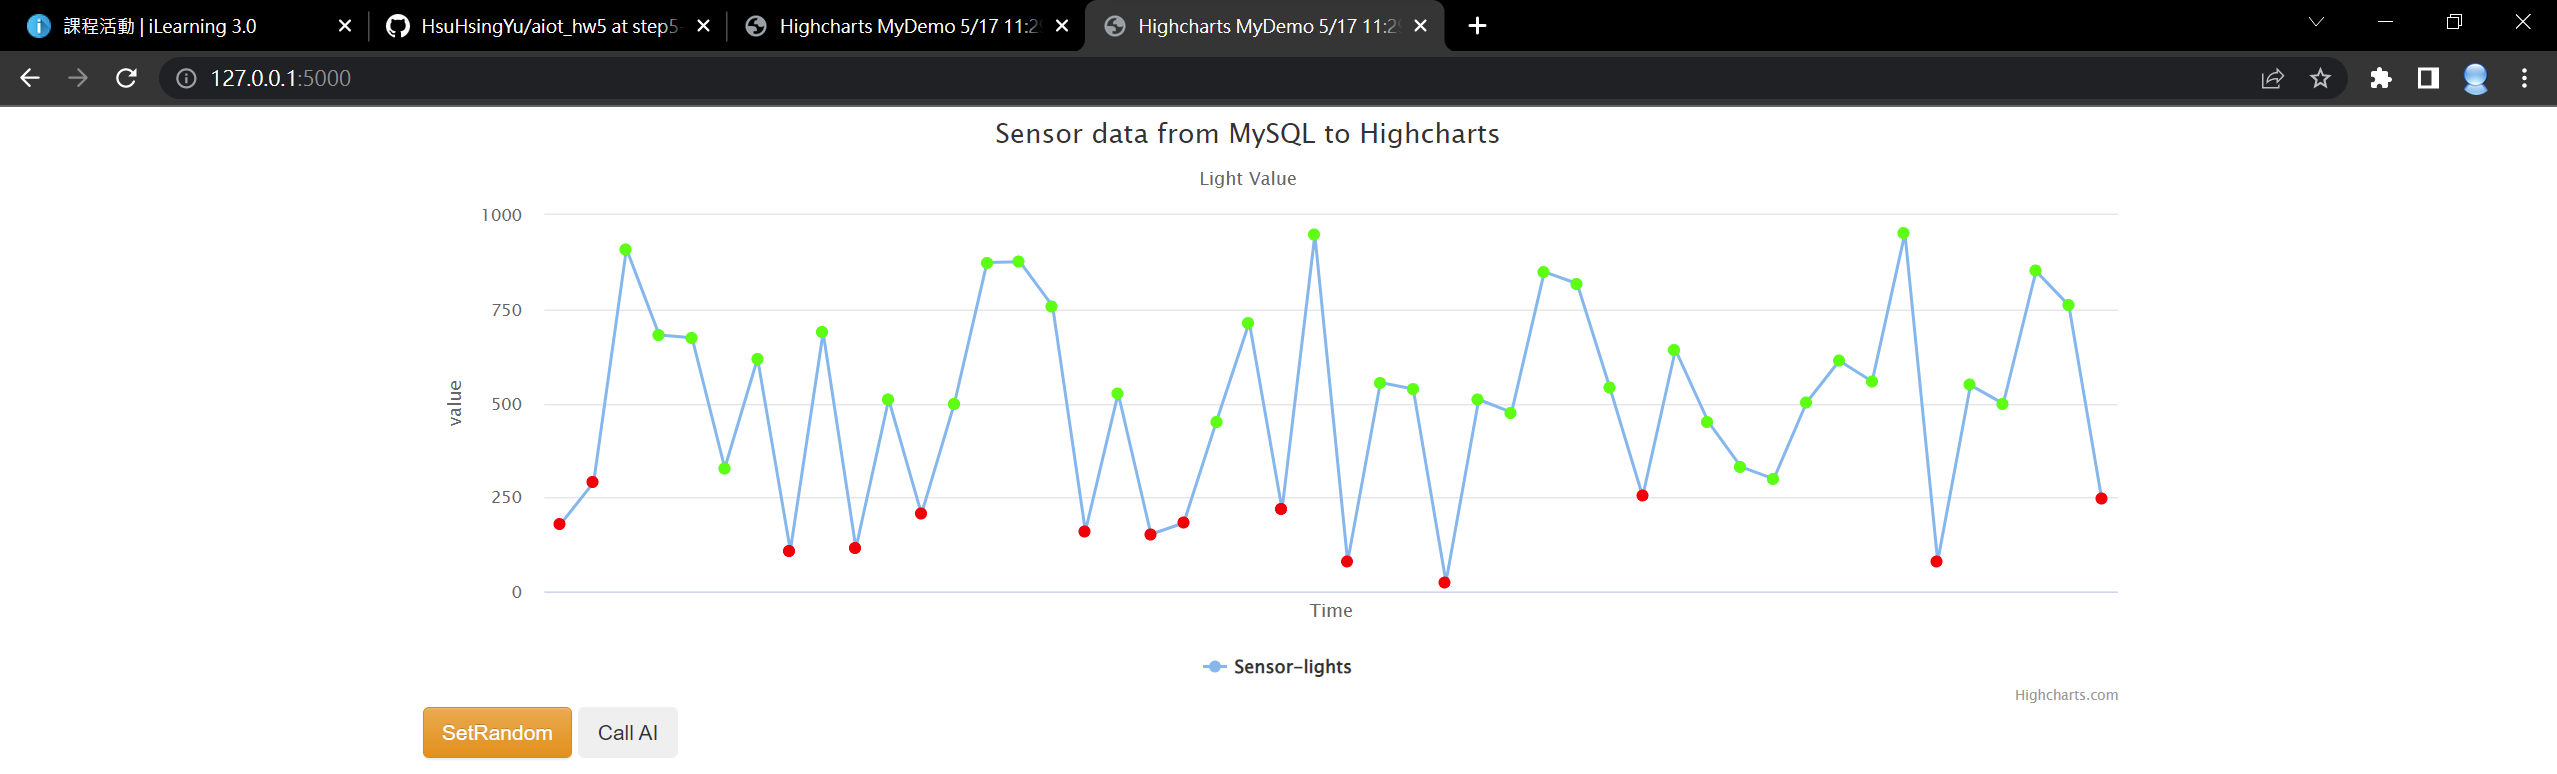 課程活動 | iLearning 3.0
HsuHsingYu/aiot_hw5 at step5-
Highcharts MyDemo 5/17 11:29
Highcharts MyDemo 5/17 11:29
127.0.0.1:5000
Sensor data from MySQL to Highcharts
Light Value
1000
750
500
250
0
value
Time
Sensor-lights
Highcharts.com
SetRandom
Call AI